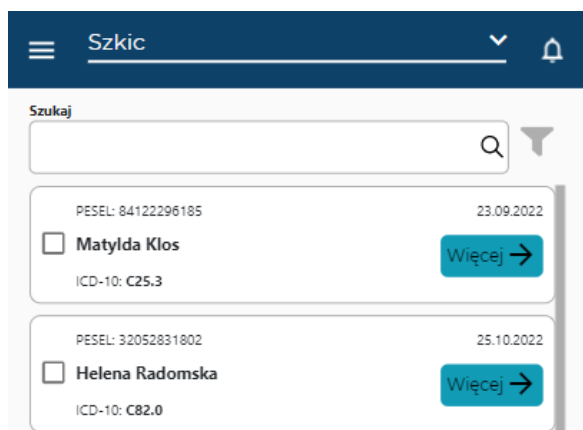 Szkic
Szukaj
PESEL: 84122296185 23.09.2022
Matylda Klos
Więcej
ICD-10: C25.3
PESEL: 32052831802 25.10.2022
Helena Radomska
Więcej
ICD-10: C82.0